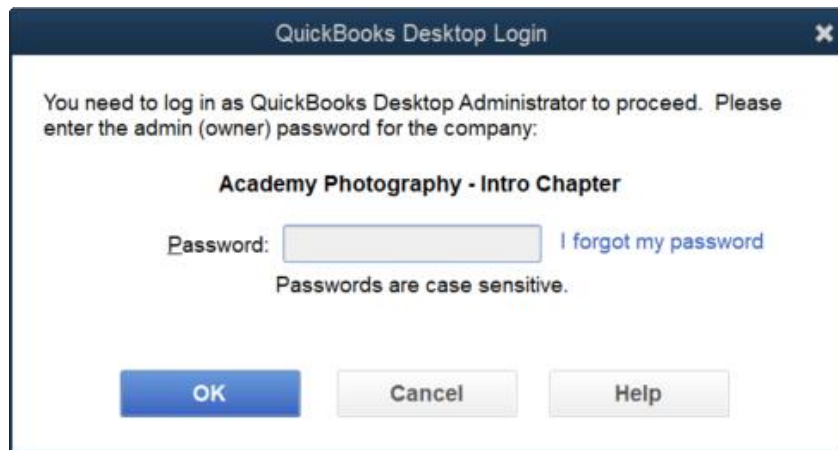 QuickBooks Desktop Login
You need to log in as QuickBooks Desktop Administrator to proceed. Please
enter the admin (owner) password for the company:
Academy Photography - Intro Chapter
Password: I forgot my password
Passwords are case sensitive.
OK Cancel Help